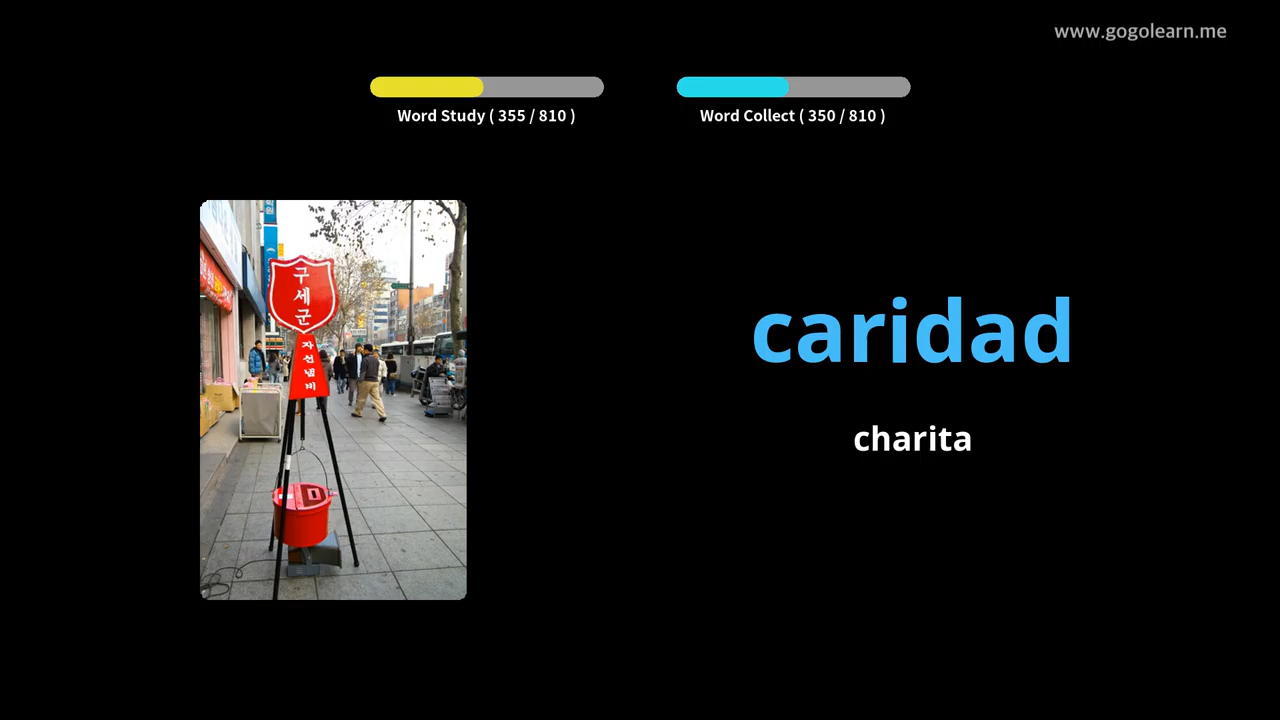 www.gogolearn.me
Word Study ( 355 / 810 )
Word Collect ( 350 / 810 )
구
세
군
자
선
냄
비
caridad
charita